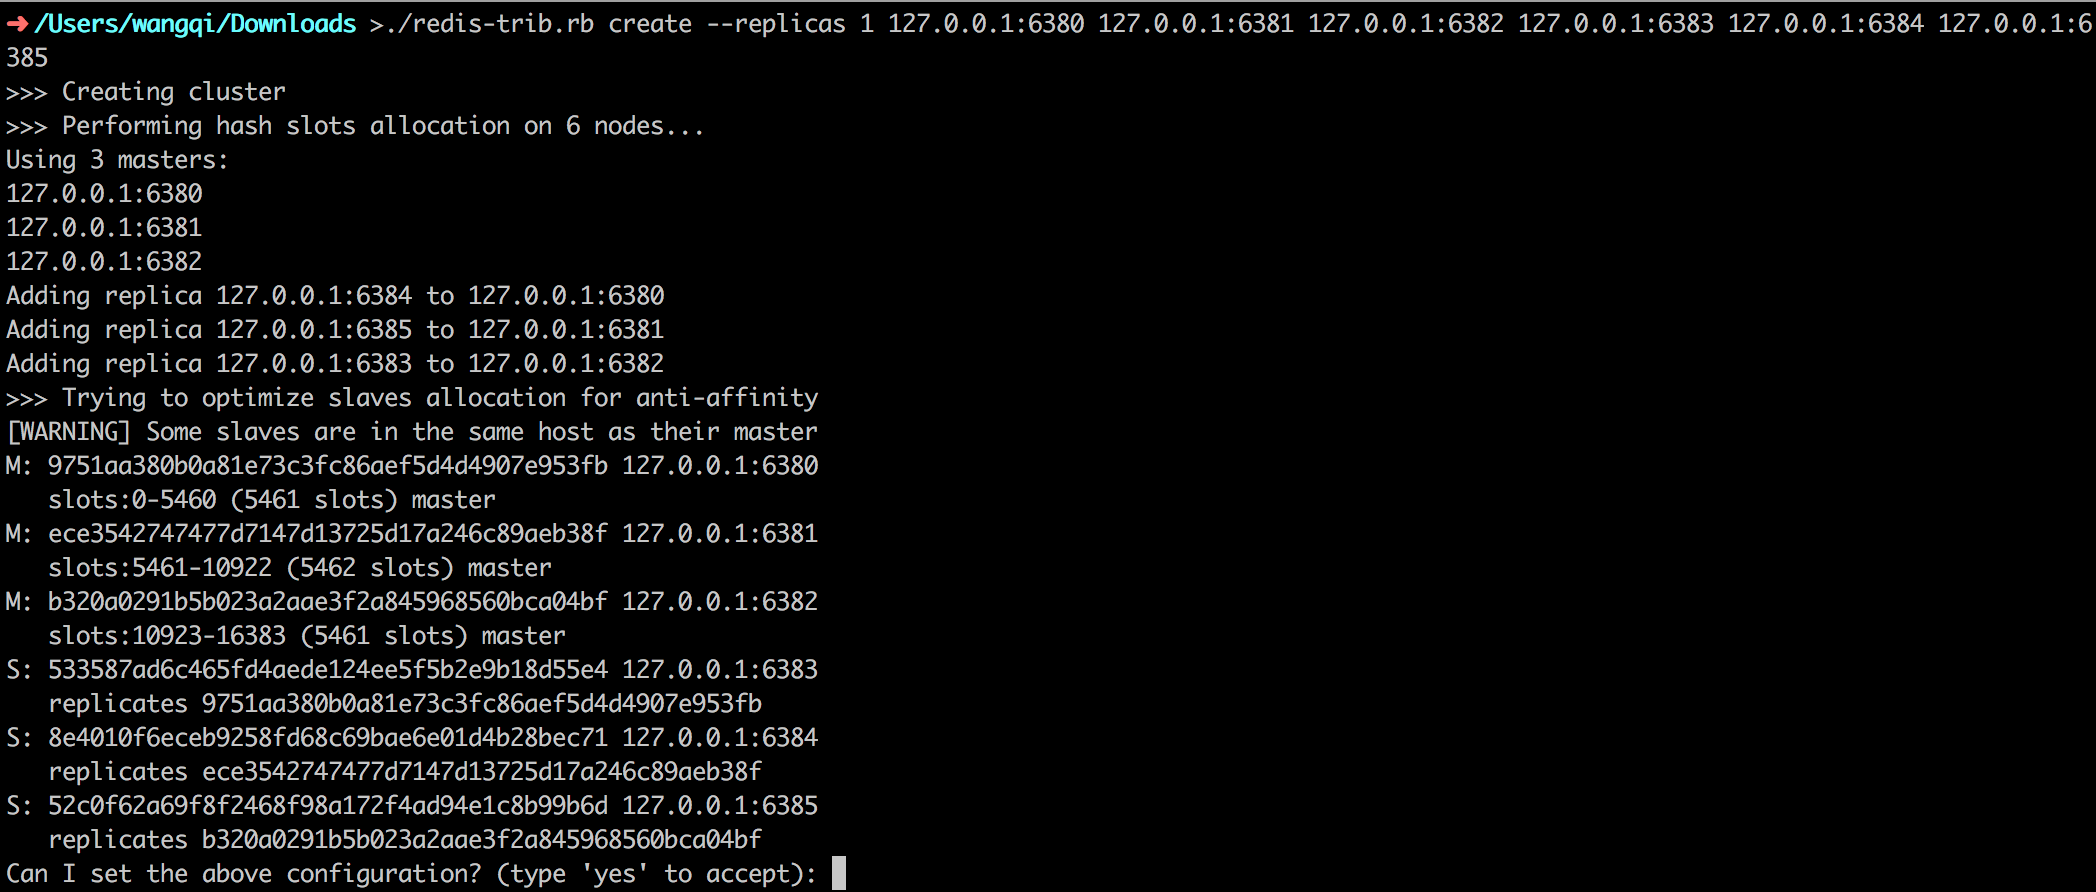 ➜ /Users/wangqi/Downloads >./redis-trib.rb create --replicas 1 127.0.0.1:6380 127.0.0.1:6381 127.0.0.1:6382 127.0.0.1:6383 127.0.0.1:6384 127.0.0.1:6
385
>>> Creating cluster
>>> Performing hash slots allocation on 6 nodes...
Using 3 masters:
127.0.0.1:6380
127.0.0.1:6381
127.0.0.1:6382
Adding replica 127.0.0.1:6384 to 127.0.0.1:6380
Adding replica 127.0.0.1:6385 to 127.0.0.1:6381
Adding replica 127.0.0.1:6383 to 127.0.0.1:6382
>>> Trying to optimize slaves allocation for anti-affinity
[WARNING] Some slaves are in the same host as their master
M: 9751aa380b0a81e73c3fc86aef5d4d4907e953fb 127.0.0.1:6380
   slots:0-5460 (5461 slots) master
M: ece3542747477d7147d13725d17a246c89aeb38f 127.0.0.1:6381
   slots:5461-10922 (5462 slots) master
M: b320a0291b5b023a2aae3f2a845968560bca04bf 127.0.0.1:6382
   slots:10923-16383 (5461 slots) master
S: 533587ad6c465fd4aede124ee5f5b2e9b18d55e4 127.0.0.1:6383
   replicates 9751aa380b0a81e73c3fc86aef5d4d4907e953fb
S: 8e4010f6eceb9258fd68c69bae6e01d4b28bec71 127.0.0.1:6384
   replicates ece3542747477d7147d13725d17a246c89aeb38f
S: 52c0f62a69f8f2468f98a172f4ad94e1c8b99b6d 127.0.0.1:6385
   replicates b320a0291b5b023a2aae3f2a845968560bca04bf
Can I set the above configuration? (type 'yes' to accept):